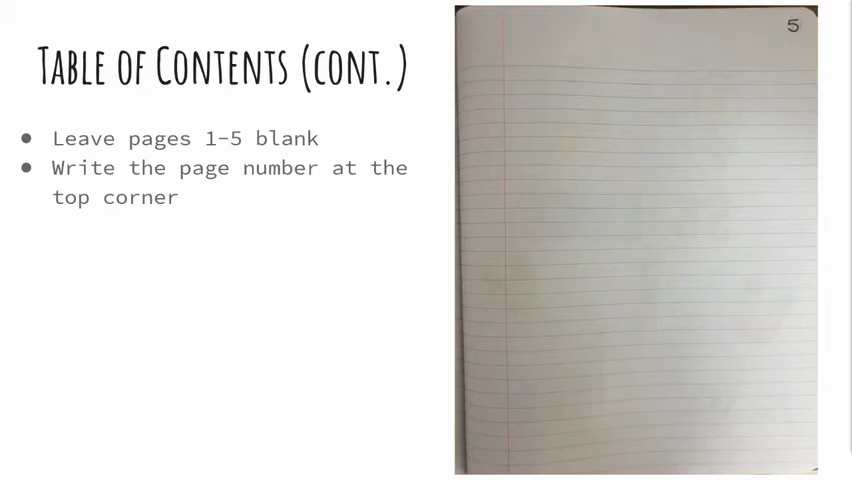 Table of Contents (cont.)
● Leave pages 1-5 blank
● Write the page number at the
top corner
5